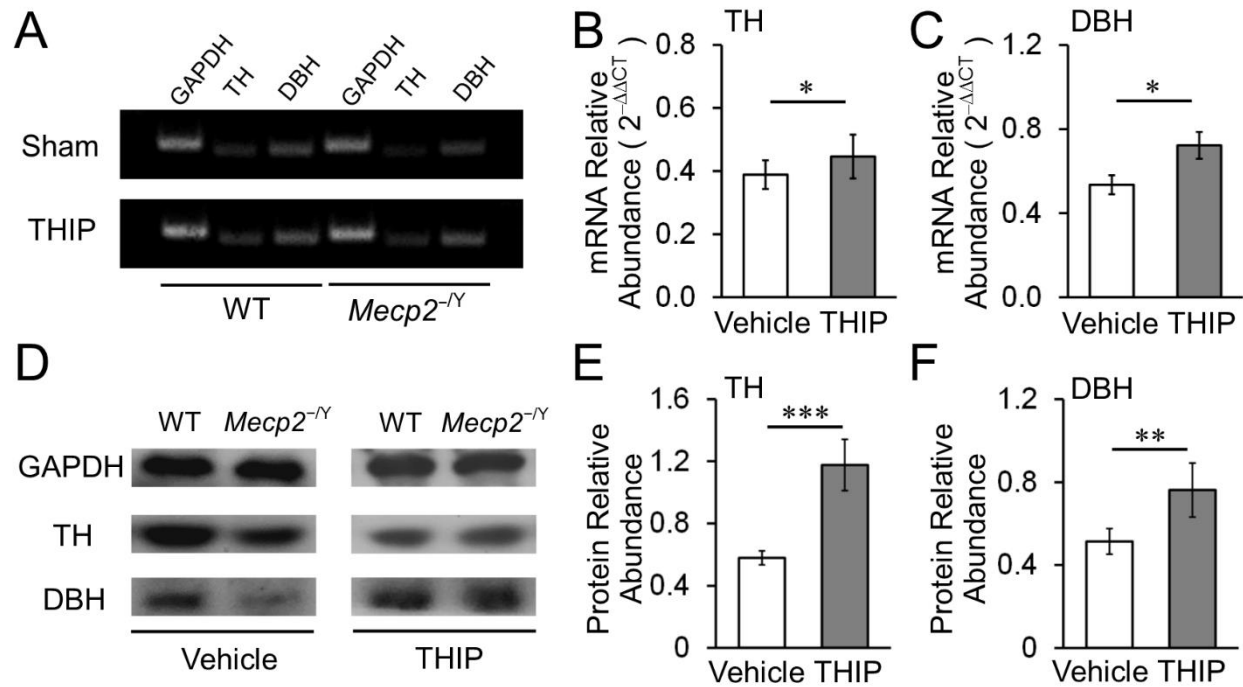 A
GAPDH TH DBH GAPDH TH DBH
Sham
THIP
WT Mecp2⁻/Y
B
TH
mRNA Relative
Abundance ( 2⁻ΔΔCT )
0.8
0.6
0.4
0.2
0.0
*
Vehicle THIP
C
DBH
mRNA Relative
Abundance ( 2⁻ΔΔCT )
1.2
0.9
0.6
0.3
0.0
*
Vehicle THIP
D
WT Mecp2⁻/Y WT Mecp2⁻/Y
GAPDH
TH
DBH
Vehicle THIP
E
TH
Protein Relative
Abundance
1.6
1.2
0.8
0.4
0
***
Vehicle THIP
F
DBH
Protein Relative
Abundance
1.2
0.8
0.4
0
**
Vehicle THIP